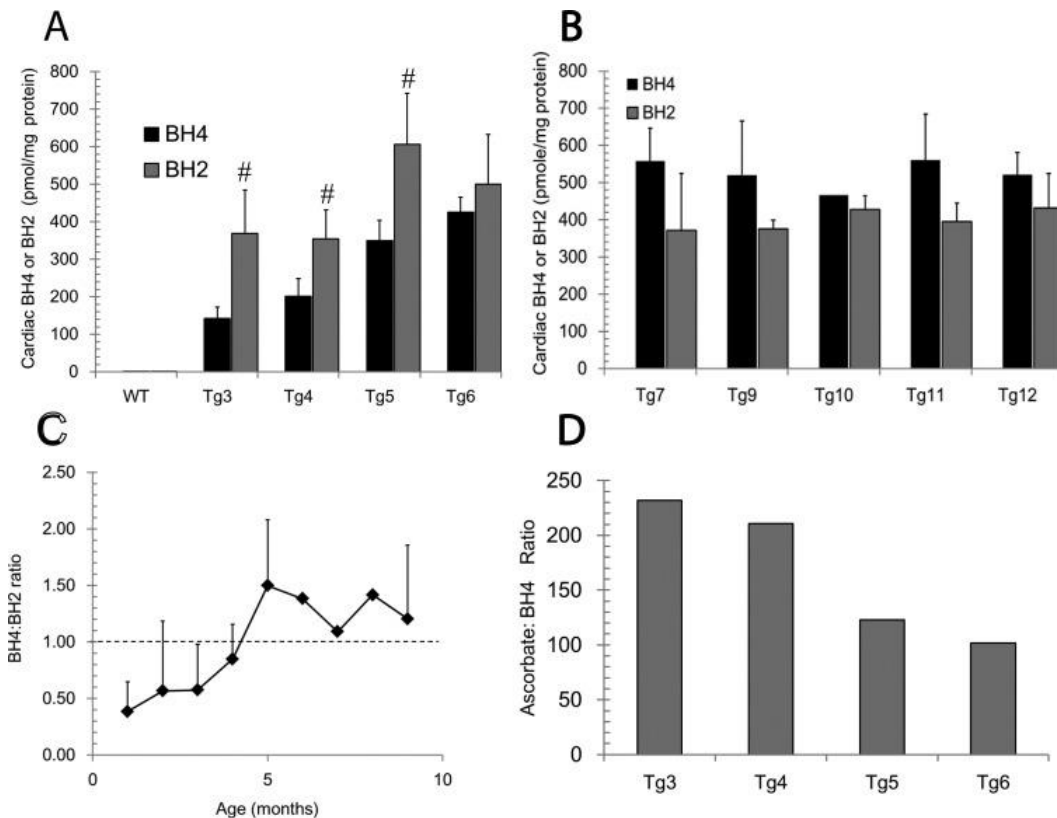 A
Cardiac BH4 or BH2 (pmol/mg protein)
800
700
600
500
400
300
200
100
0
BH4
BH2
#
#
#
WT
Tg3
Tg4
Tg5
Tg6
B
Cardiac BH4 or BH2 (pmole/mg protein)
800
700
600
500
400
300
200
100
0
BH4
BH2
Tg7
Tg9
Tg10
Tg11
Tg12
C
BH4:BH2 ratio
2.50
2.00
1.50
1.00
0.50
0.00
0
5
10
Age (months)
D
Ascorbate: BH4 Ratio
250
200
150
100
50
0
Tg3
Tg4
Tg5
Tg6